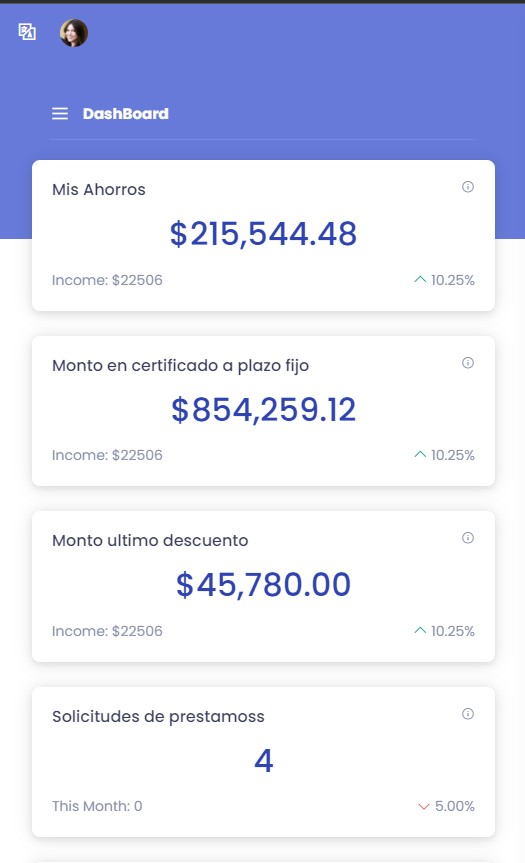 DashBoard
Mis Ahorros
$215,544.48
Income: $22506 10.25%
Monto en certificado a plazo fijo
$854,259.12
Income: $22506 10.25%
Monto ultimo descuento
$45,780.00
Income: $22506 10.25%
Solicitudes de prestamoss
4
This Month: 0 5.00%